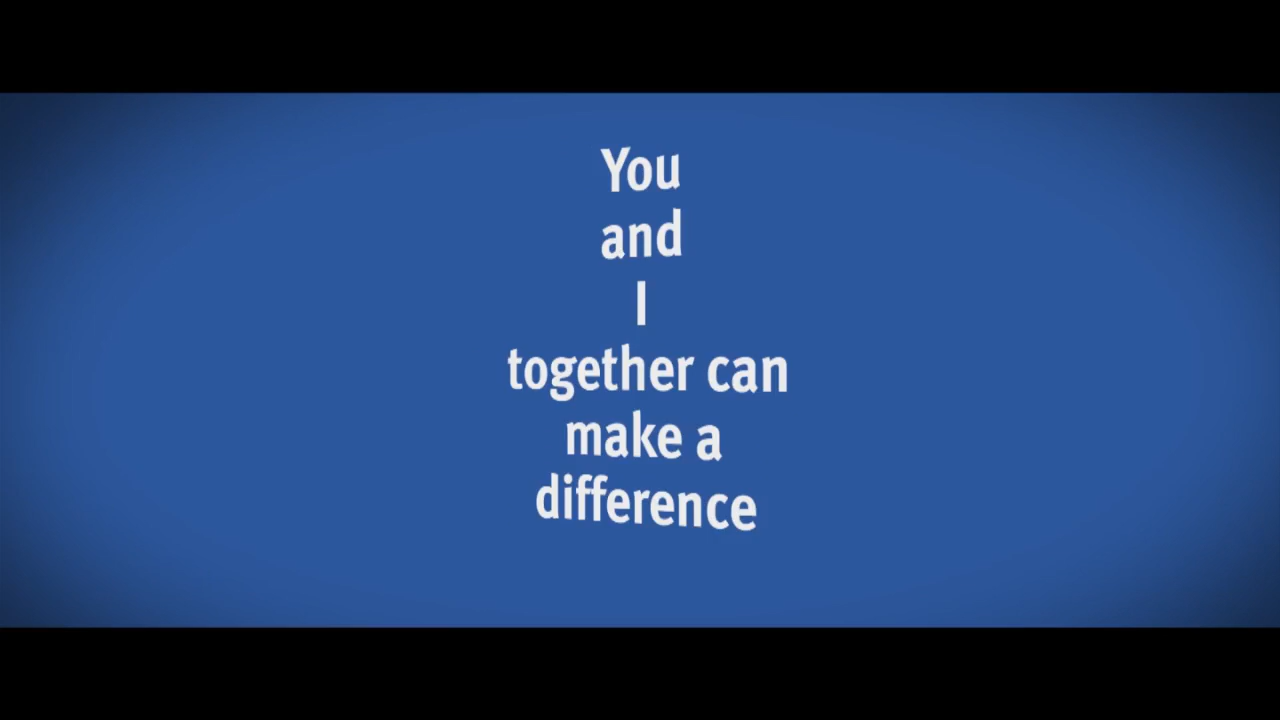 You
and
I
together can
make a
difference